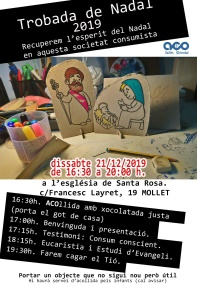 Trobada de Nadal
2019
Recuperem l'esperit del Nadal
en aquesta societat consumista
aco
dissabte 21/12/2019
de 16:30 a 20:00 h.
a l'església de Santa Rosa.
c/Francesc Layret, 19 MOLLET
16:30h. ACOllida amb xocolatada justa
(porta el got de casa)
17:00h. Benvinguda i presentació.
17:15h. Testimoni: Consum conscient.
18:15h. Eucaristia i Estudi d'Evangeli.
19:30h. Farem cagar el Tió.
Portar un objecte que no sigui nou però útil
Hi haurà servei d'acollida pels infants (cal avisar)